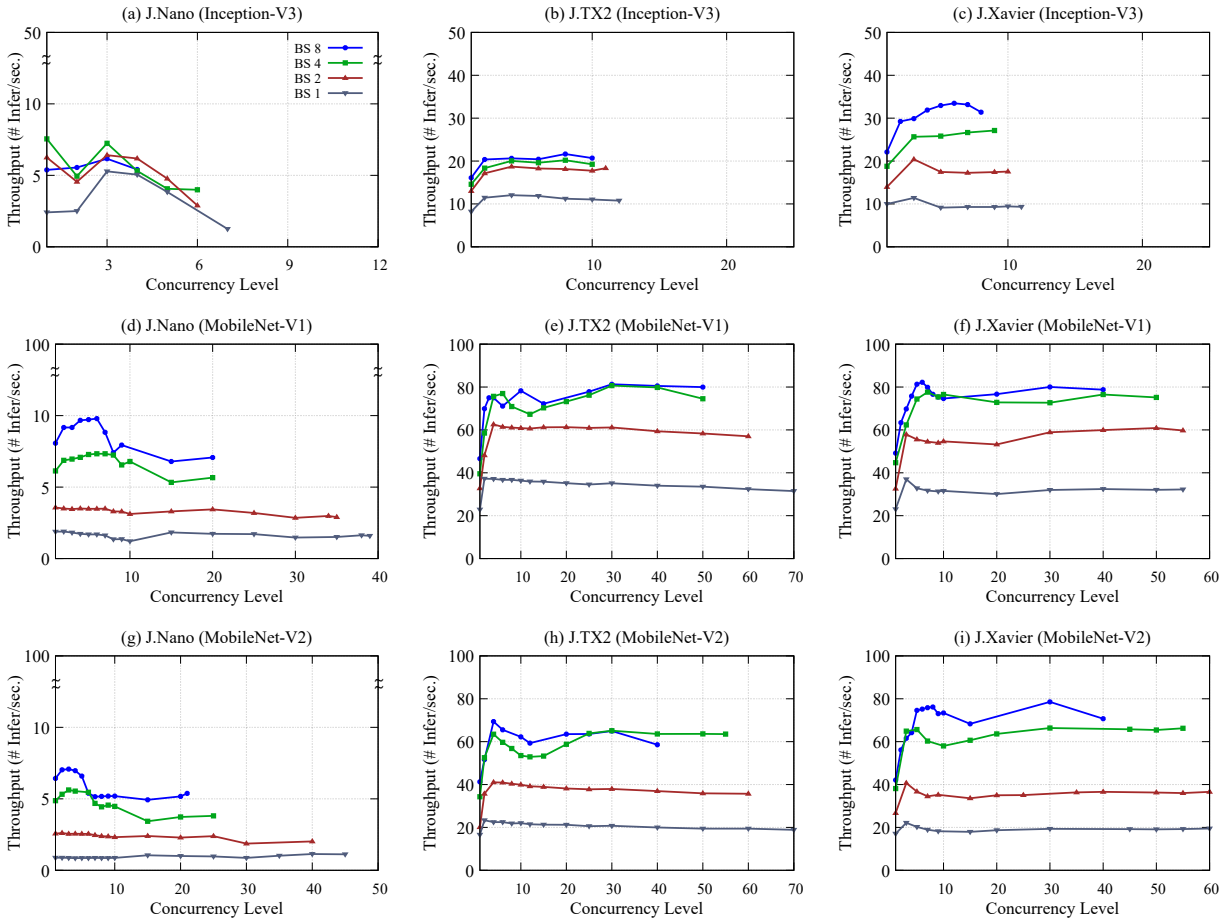 (a) J.Nano (Inception-V3)
50
10
5
0
3
6
9
12
Throughput (# Infer/sec.)
Concurrency Level
BS 8
BS 4
BS 2
BS 1
(b) J.TX2 (Inception-V3)
50
40
30
20
10
0
10
20
Throughput (# Infer/sec.)
Concurrency Level
(c) J.Xavier (Inception-V3)
50
40
30
20
10
0
10
20
Throughput (# Infer/sec.)
Concurrency Level
(d) J.Nano (MobileNet-V1)
100
10
5
0
10
20
30
40
Throughput (# Infer/sec.)
Concurrency Level
(e) J.TX2 (MobileNet-V1)
100
80
60
40
20
0
10
20
30
40
50
60
70
Throughput (# Infer/sec.)
Concurrency Level
(f) J.Xavier (MobileNet-V1)
100
80
60
40
20
0
10
20
30
40
50
60
Throughput (# Infer/sec.)
Concurrency Level
(g) J.Nano (MobileNet-V2)
100
10
5
0
10
20
30
40
50
Throughput (# Infer/sec.)
Concurrency Level
(h) J.TX2 (MobileNet-V2)
100
80
60
40
20
0
10
20
30
40
50
60
70
Throughput (# Infer/sec.)
Concurrency Level
(i) J.Xavier (MobileNet-V2)
100
80
60
40
20
0
10
20
30
40
50
60
Throughput (# Infer/sec.)
Concurrency Level